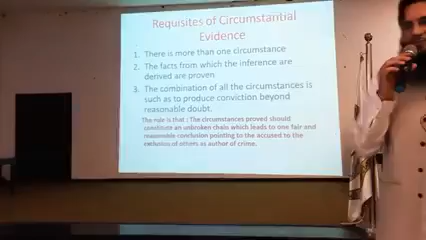 Requisites of Circumstantial
Evidence
1. There is more than one circumstance
2. The facts from which the inference are
derived are proven
3. The combination of all the circumstances is
such as to produce conviction beyond
reasonable doubt.
The rule is that : The circumstances proved should
constitute an unbroken chain which leads to one fair and
reasonable conclusion pointing to the accused to the
exclusion of others as author of crime.